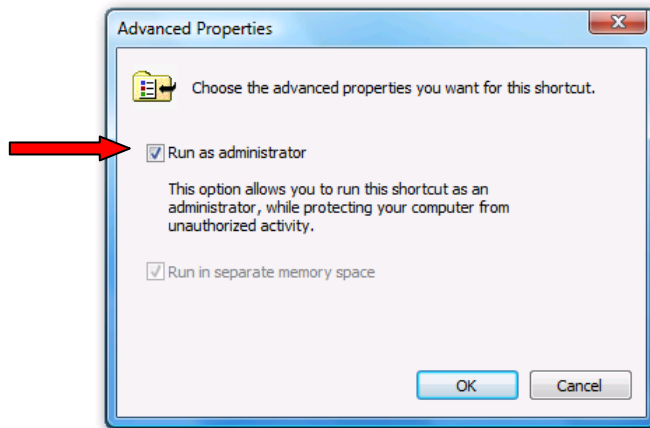 Advanced Properties
Choose the advanced properties you want for this shortcut.
Run as administrator
This option allows you to run this shortcut as an
administrator, while protecting your computer from
unauthorized activity.
Run in separate memory space
OK
Cancel